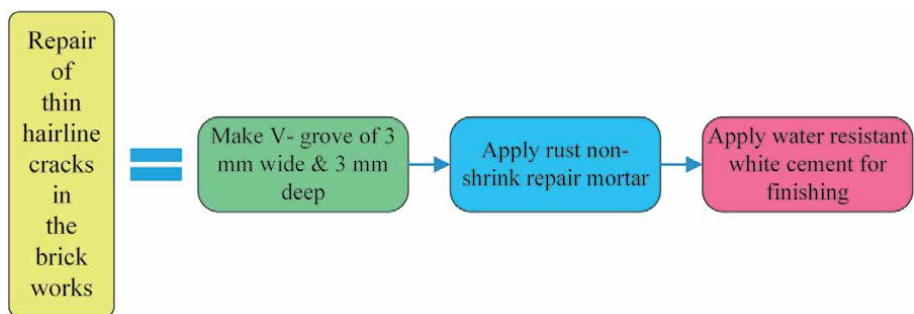 Repair
of
thin
hairline
cracks
in
the
brick
works
Make V- grove of 3
mm wide & 3 mm
deep
Apply rust non-
shrink repair mortar
Apply water resistant
white cement for
finishing